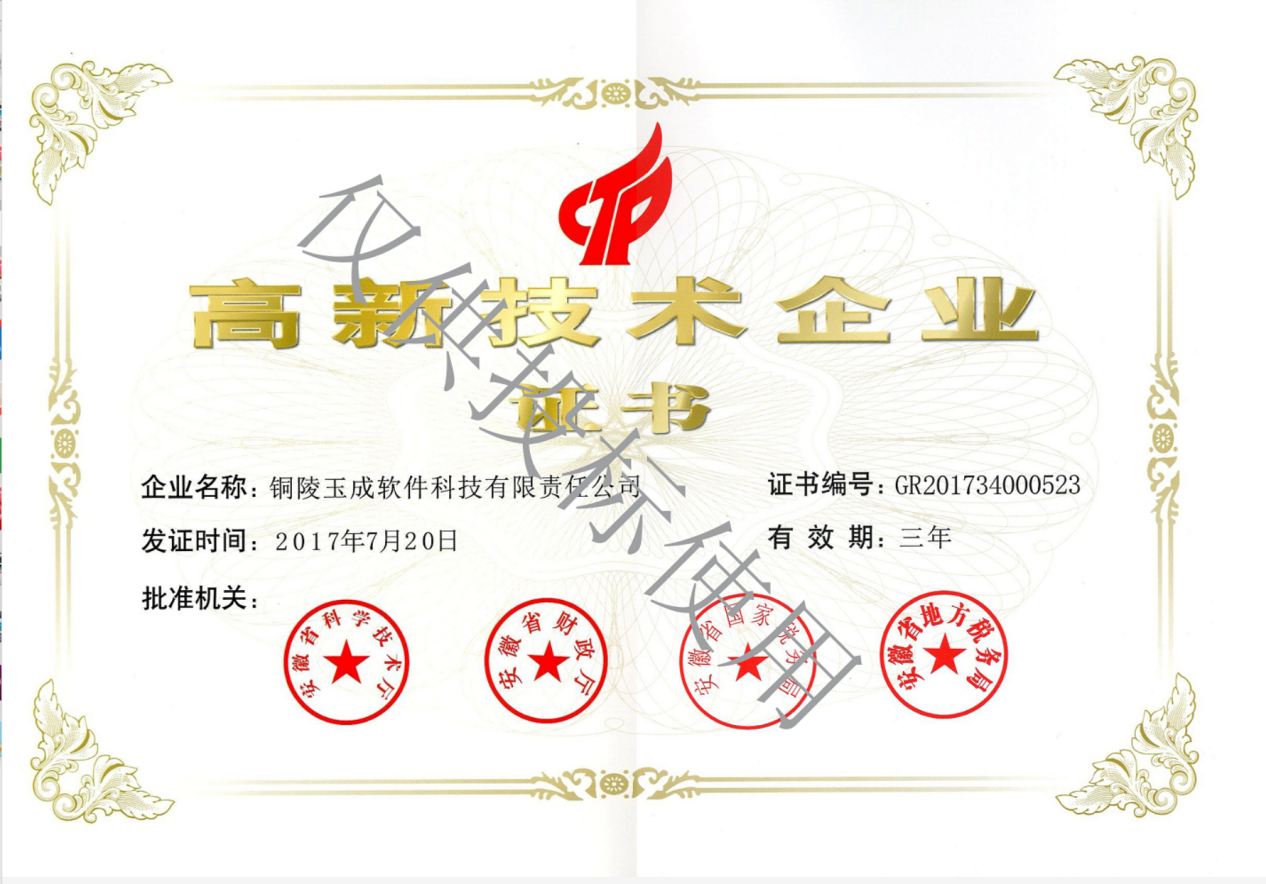 高新技术企业
证书
企业名称：铜陵玉成软件科技有限责任公司
证书编号：GR201734000523
发证时间：2017年7月20日
有效期：三年
批准机关：
安徽省科学技术厅
安徽省财政厅
安徽省国家税务局
安徽省地方税务局
仅供投标使用